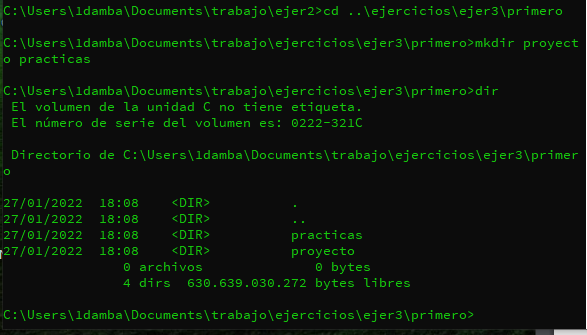 C:\Users\1damba\Documents\trabajo\ejer2>cd ..\ejercicios\ejer3\primero
C:\Users\1damba\Documents\trabajo\ejercicios\ejer3\primero>mkdir proyect
o practicas
C:\Users\1damba\Documents\trabajo\ejercicios\ejer3\primero>dir
El volumen de la unidad C no tiene etiqueta.
El número de serie del volumen es: 0222-321C
Directorio de C:\Users\1damba\Documents\trabajo\ejercicios\ejer3\primer
o
27/01/2022  18:08    <DIR>          .
27/01/2022  18:08    <DIR>          ..
27/01/2022  18:08    <DIR>          practicas
27/01/2022  18:08    <DIR>          proyecto
0 archivos              0 bytes
4 dirs  630.639.030.272 bytes libres
C:\Users\1damba\Documents\trabajo\ejercicios\ejer3\primero>